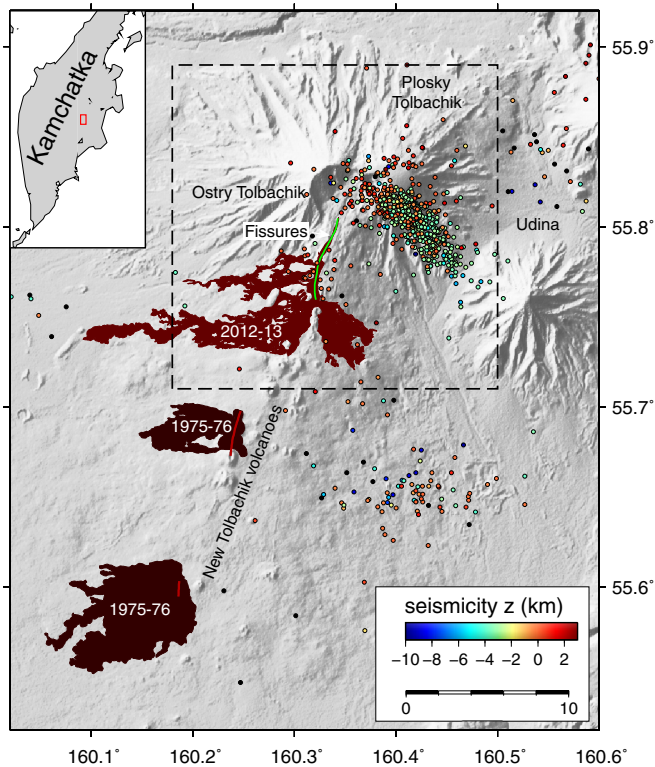 Kamchatka
Plosky
Tolbachik
Ostry Tolbachik
Fissures
Udina
2012-13
1975-76
New Tolbachik volcanoes
1975-76
55.9°
55.8°
55.7°
55.6°
seismicity z (km)
−10 −8 −6 −4 −2 0 2
0 10
160.1° 160.2° 160.3° 160.4° 160.5° 160.6°